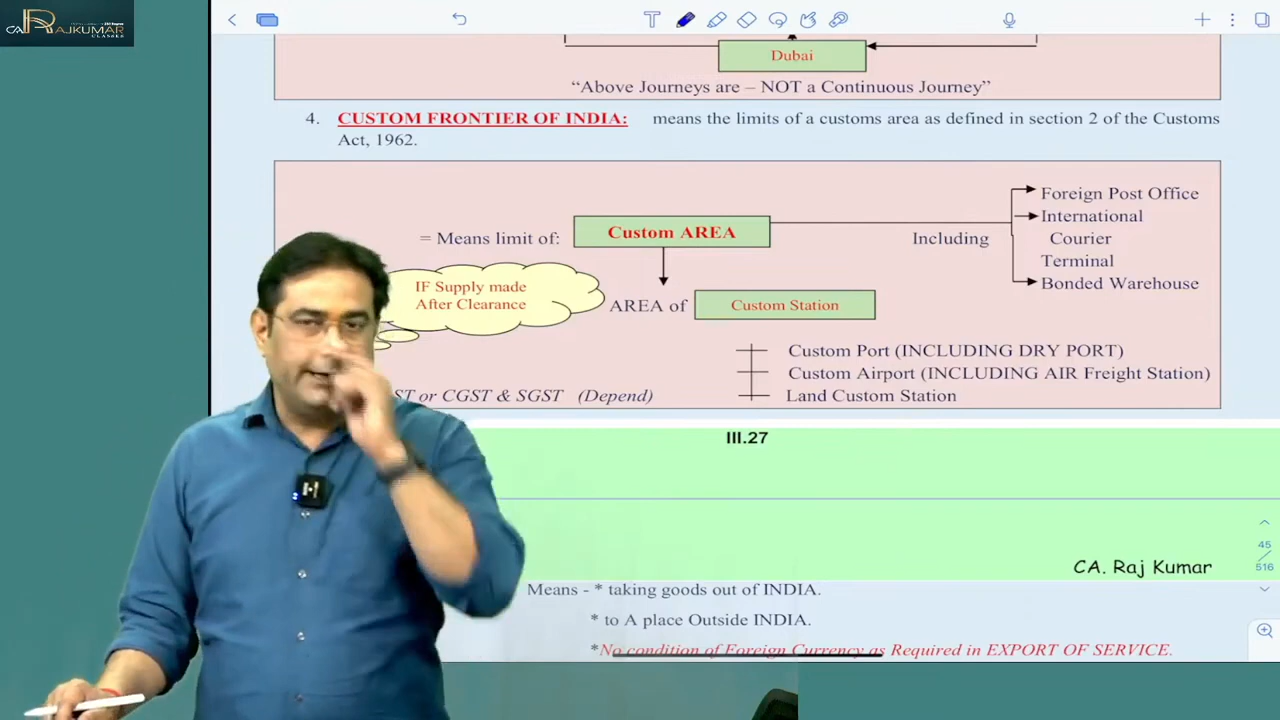 CA RAJKUMAR
CLASSES
Dubai
“Above Journeys are – NOT a Continuous Journey”
4. CUSTOM FRONTIER OF INDIA: means the limits of a customs area as defined in section 2 of the Customs
Act, 1962.
Foreign Post Office
= Means limit of: Custom AREA Including International
Courier
Terminal
Bonded Warehouse
IF Supply made
After Clearance
AREA of Custom Station
Custom Port (INCLUDING DRY PORT)
Custom Airport (INCLUDING AIR Freight Station)
ST or CGST & SGST (Depend) Land Custom Station
III.27
45
/
516
CA. Raj Kumar
Means - * taking goods out of INDIA.
* to A place Outside INDIA.
*No condition of Foreign Currency as Required in EXPORT OF SERVICE.